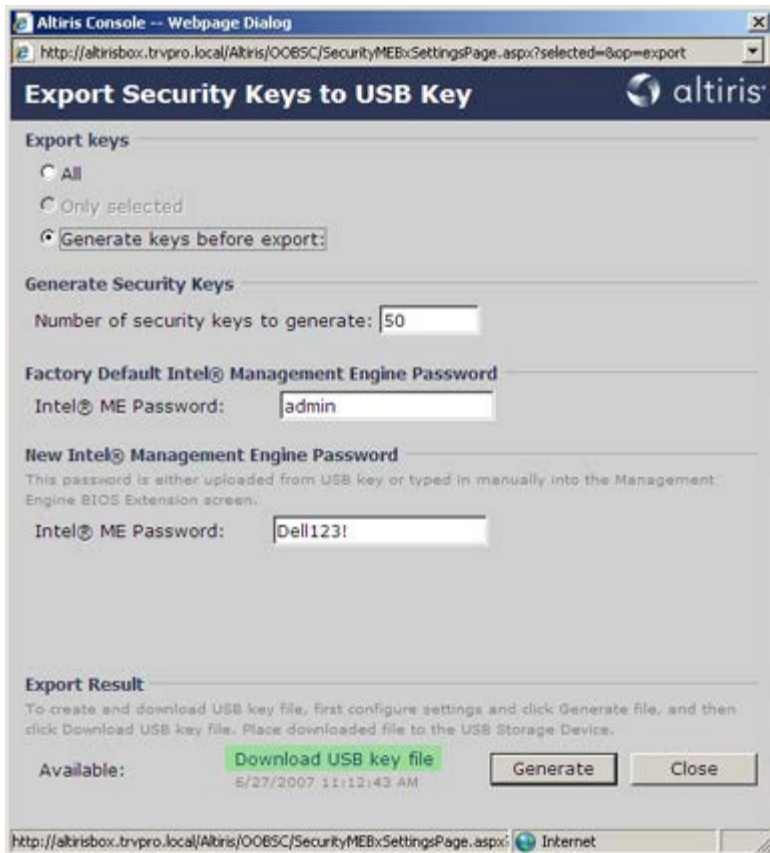 Altiris Console -- Webpage Dialog
http://altirisbox.trvpro.local/Altiris/OOBSC/SecurityMEBxSettingsPage.aspx?selected=&op=export
Export Security Keys to USB Key
altiris
Export keys
All
Only selected
Generate keys before export:
Generate Security Keys
Number of security keys to generate: 50
Factory Default Intel® Management Engine Password
Intel® ME Password: admin
New Intel® Management Engine Password
This password is either uploaded from USB key or typed in manually into the Management
Engine BIOS Extension screen.
Intel® ME Password: Dell123!
Export Result
To create and download USB key file, first configure settings and click Generate file, and then
click Download USB key file. Place downloaded file to the USB Storage Device.
Available: Download USB key file Generate Close
6/27/2007 11:12:43 AM
http://altirisbox.trvpro.local/Altiris/OOBSC/SecurityMEBxSettingsPage.aspx? Internet